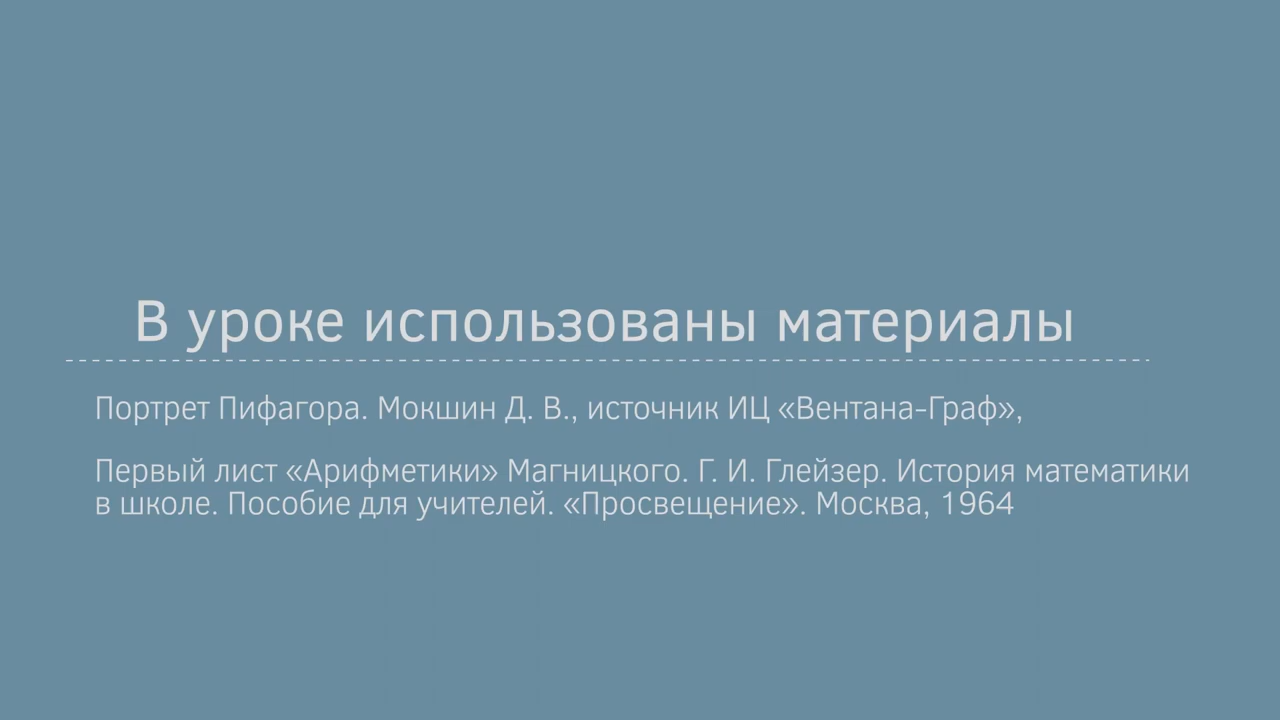 В уроке использованы материалы
Портрет Пифагора. Мокшин Д. В., источник ИЦ «Вентана-Граф»,
Первый лист «Арифметики» Магницкого. Г. И. Глейзер. История математики
в школе. Пособие для учителей. «Просвещение». Москва, 1964